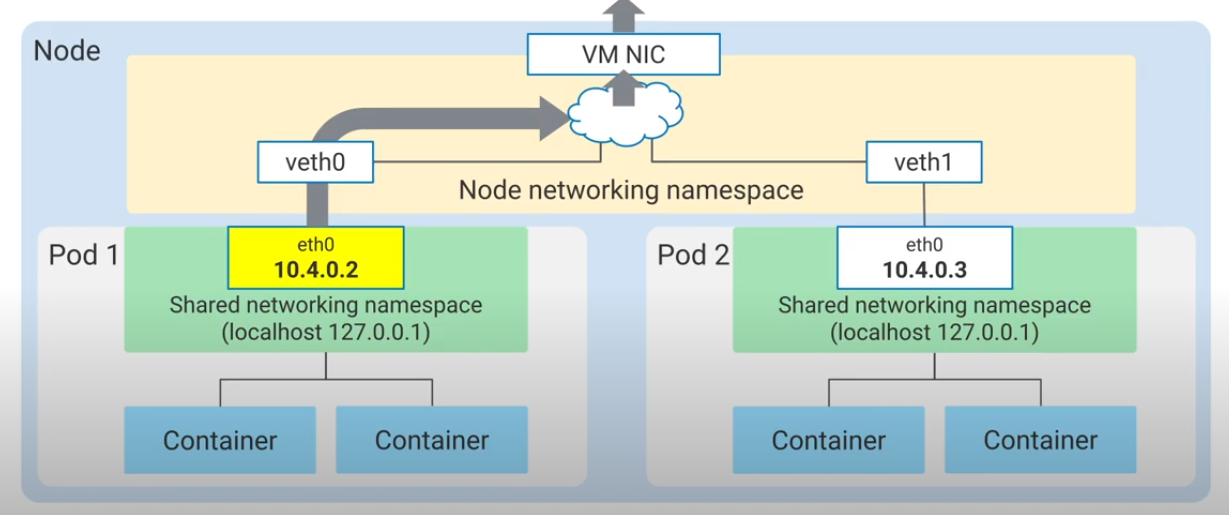 Node
VM NIC
veth0
veth1
Node networking namespace
Pod 1
eth0
10.4.0.2
Shared networking namespace
(localhost 127.0.0.1)
Container
Container
Pod 2
eth0
10.4.0.3
Shared networking namespace
(localhost 127.0.0.1)
Container
Container